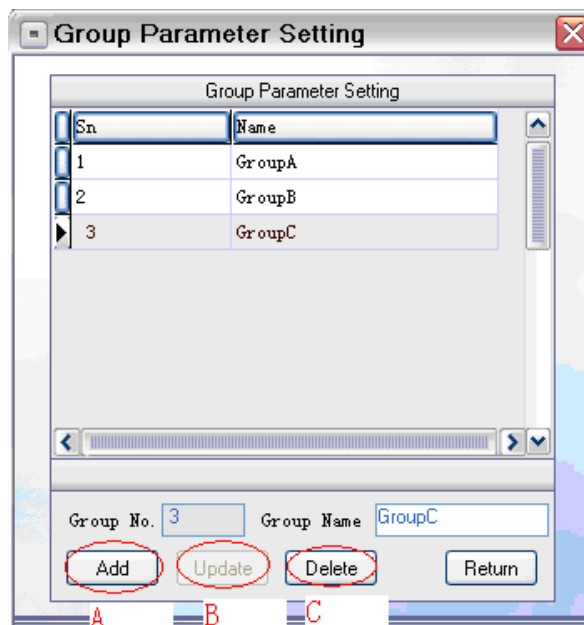 Group Parameter Setting
Group Parameter Setting
Sn Name
1 GroupA
2 GroupB
3 GroupC
Group No. 3 Group Name GroupC
Add Update Delete Return
A B C